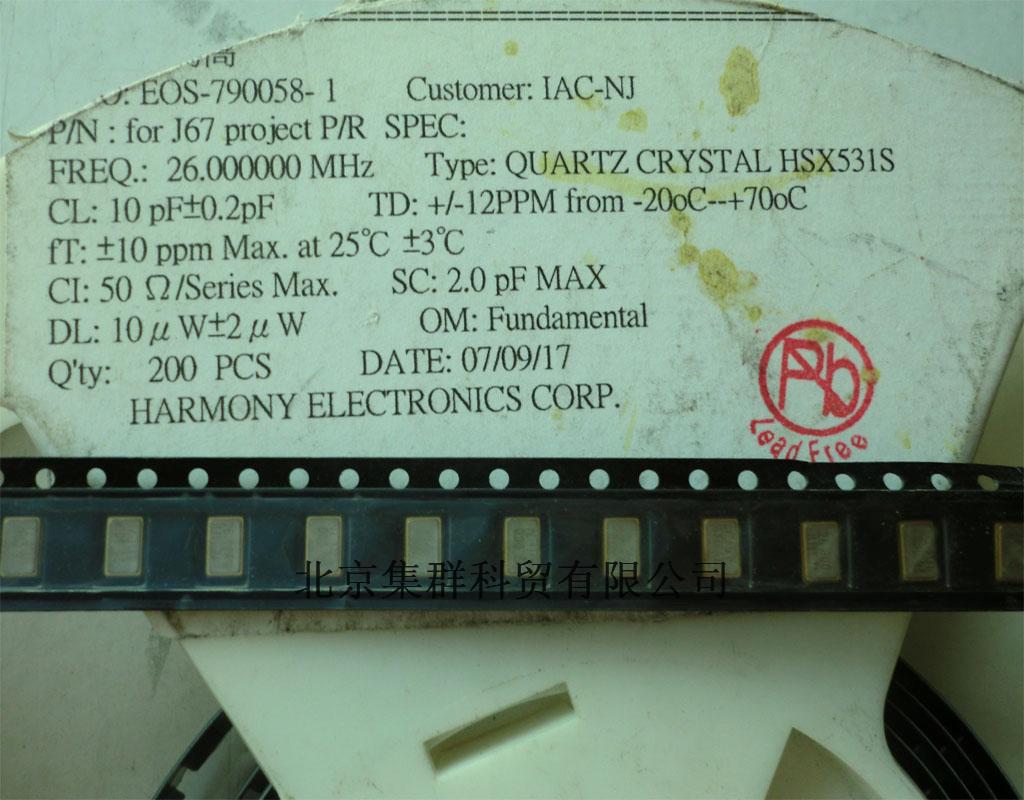 O: EOS-790058- 1 Customer: IAC-NJ
P/N : for J67 project P/R SPEC:
FREQ.: 26.000000 MHz Type: QUARTZ CRYSTAL HSX531S
CL: 10 pF±0.2pF TD: +/-12PPM from -20oC--+70oC
fT: ±10 ppm Max. at 25℃ ±3℃
CI: 50 Ω/Series Max. SC: 2.0 pF MAX
DL: 10 μ W±2 μ W OM: Fundamental
Q'ty: 200 PCS DATE: 07/09/17
HARMONY ELECTRONICS CORP.
Pb
Lead Free
北京集群科贸有限公司